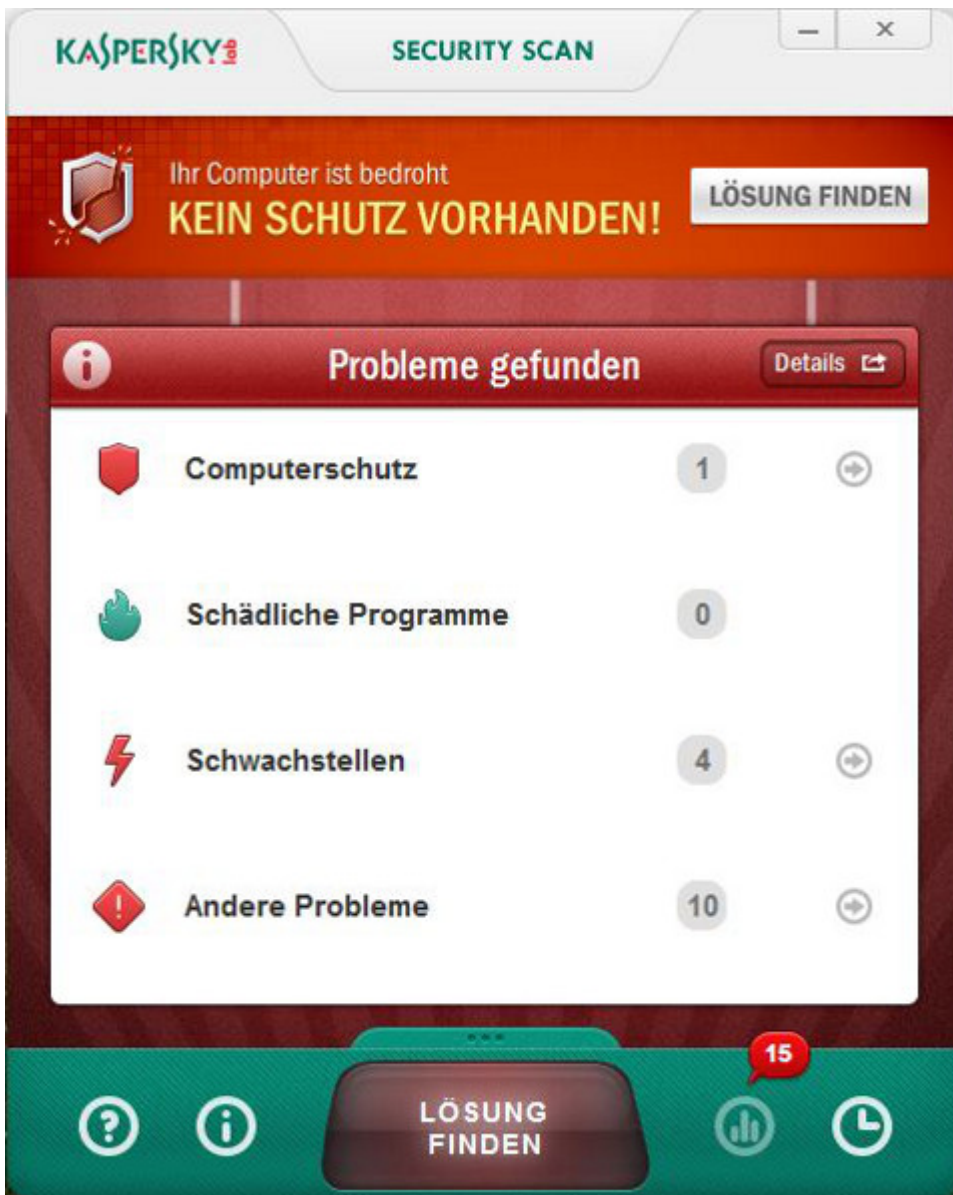 KASPERSKY lab
SECURITY SCAN
Ihr Computer ist bedroht
KEIN SCHUTZ VORHANDEN!
LÖSUNG FINDEN
Probleme gefunden
Details
Computerschutz 1
Schädliche Programme 0
Schwachstellen 4
Andere Probleme 10
15
LÖSUNG
FINDEN